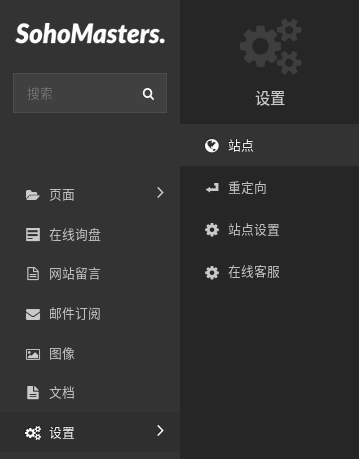 SohoMasters.
搜索
页面
在线询盘
网站留言
邮件订阅
图像
文档
设置
设置
站点
重定向
站点设置
在线客服